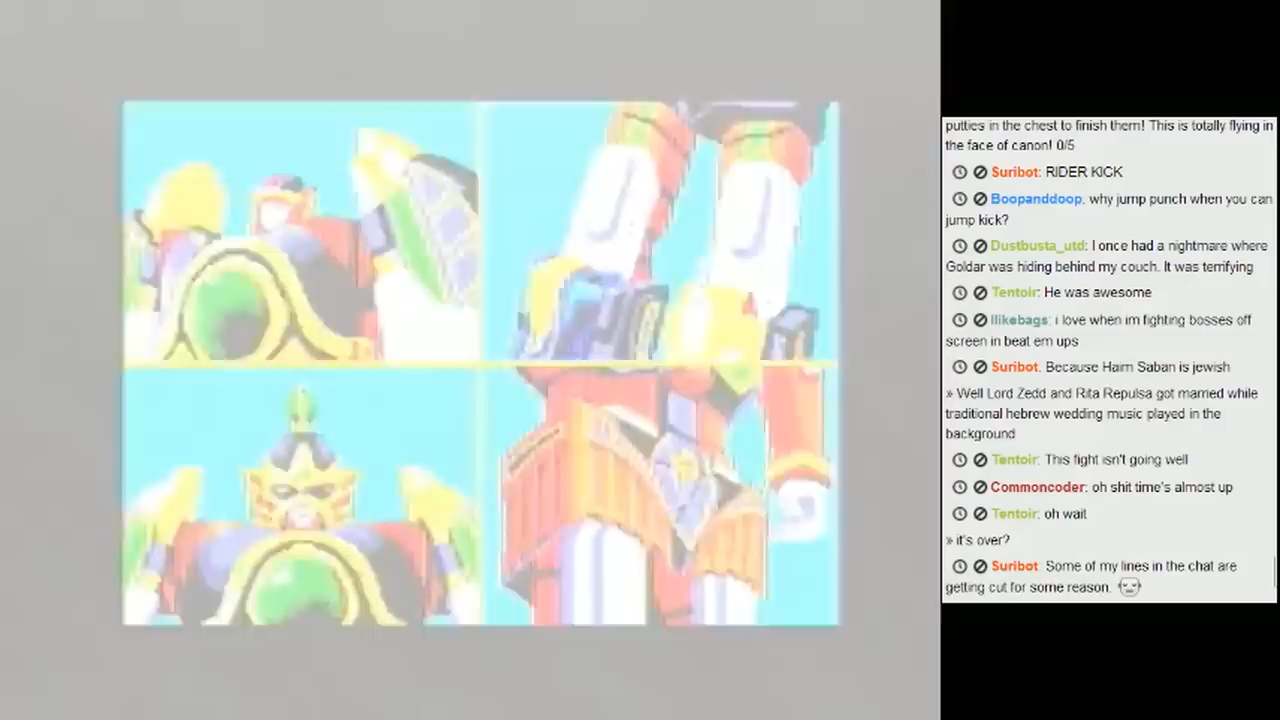 putties in the chest to finish them! This is totally flying in
the face of canon! 0/5
Suribot: RIDER KICK
Boopanddoop: why jump punch when you can
jump kick?
Dustbusta_utd: I once had a nightmare where
Goldar was hiding behind my couch. It was terrifying
Tentoir: He was awesome
llikebags: i love when im fighting bosses off
screen in beat em ups
Suribot: Because Haim Saban is jewish
» Well Lord Zedd and Rita Repulsa got married while
traditional hebrew wedding music played in the
background
Tentoir: This fight isn't going well
Commoncoder: oh shit time's almost up
Tentoir: oh wait
» it's over?
Suribot: Some of my lines in the chat are
getting cut for some reason.